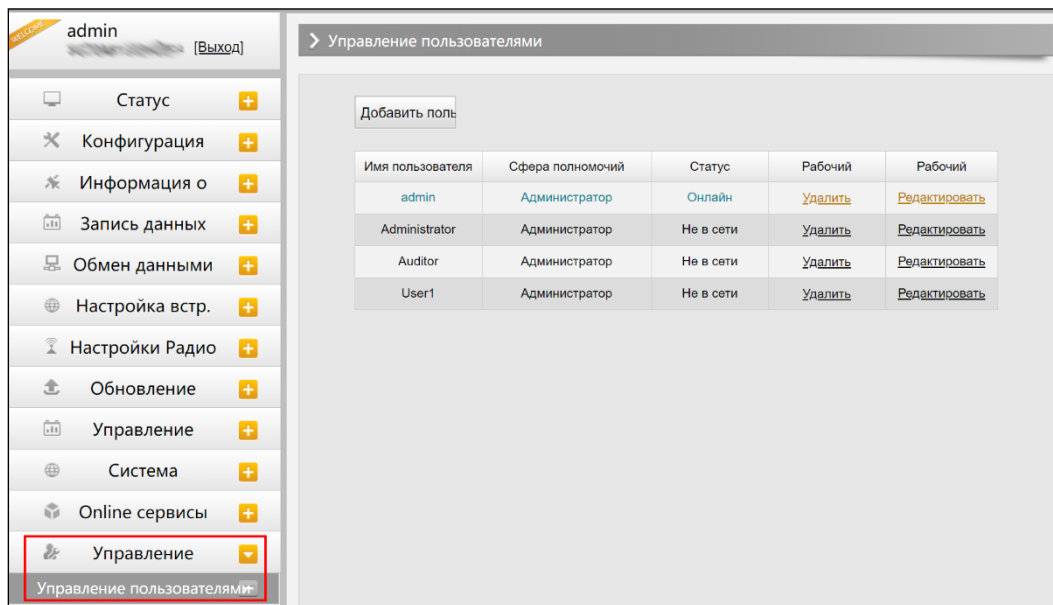 WELCOME
admin
[Выход]
Статус
Конфигурация
Информация о
Запись данных
Обмен данными
Настройка встр.
Настройки Радио
Обновление
Управление
Система
Online сервисы
Управление
Управление пользователями
Управление пользователями
Добавить поль
Имя пользователя Сфера полномочий Статус Рабочий Рабочий
admin Администратор Онлайн Удалить Редактировать
Administrator Администратор Не в сети Удалить Редактировать
Auditor Администратор Не в сети Удалить Редактировать
User1 Администратор Не в сети Удалить Редактировать